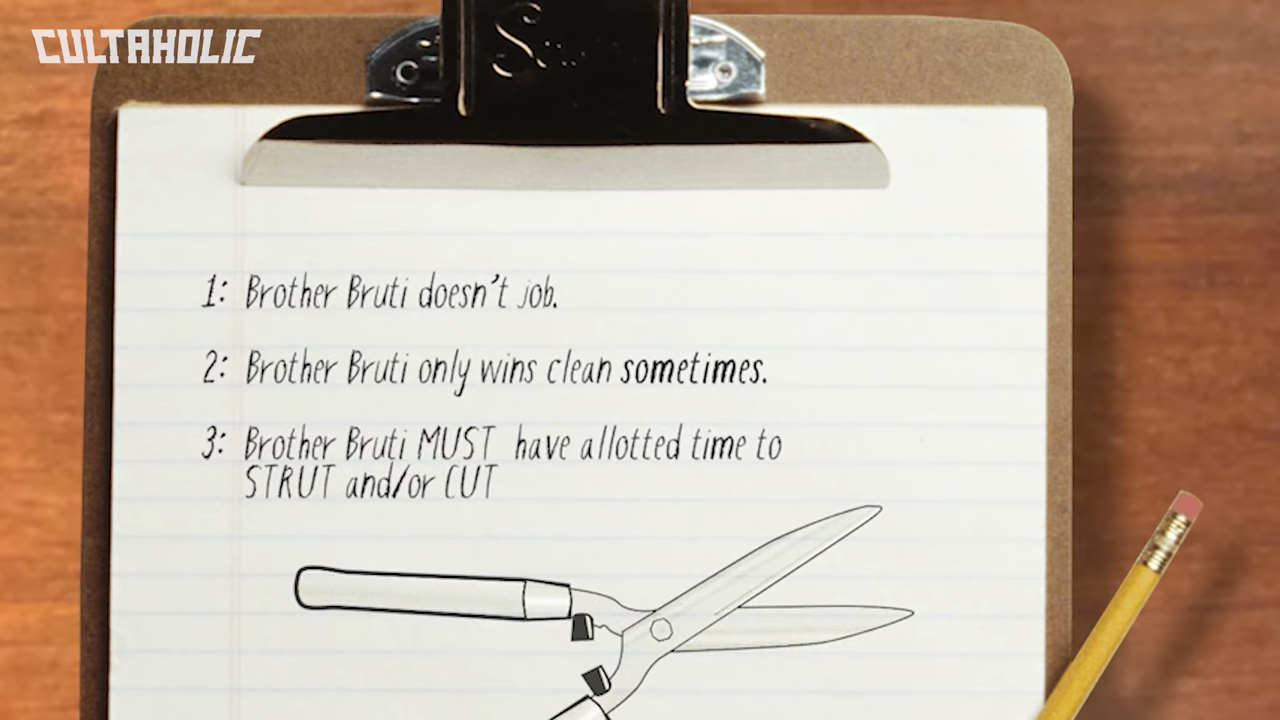 CULTAHOLIC
1: Brother Bruti doesn't job.
2: Brother Bruti only wins clean sometimes.
3: Brother Bruti MUST have allotted time to
STRUT and/or CUT